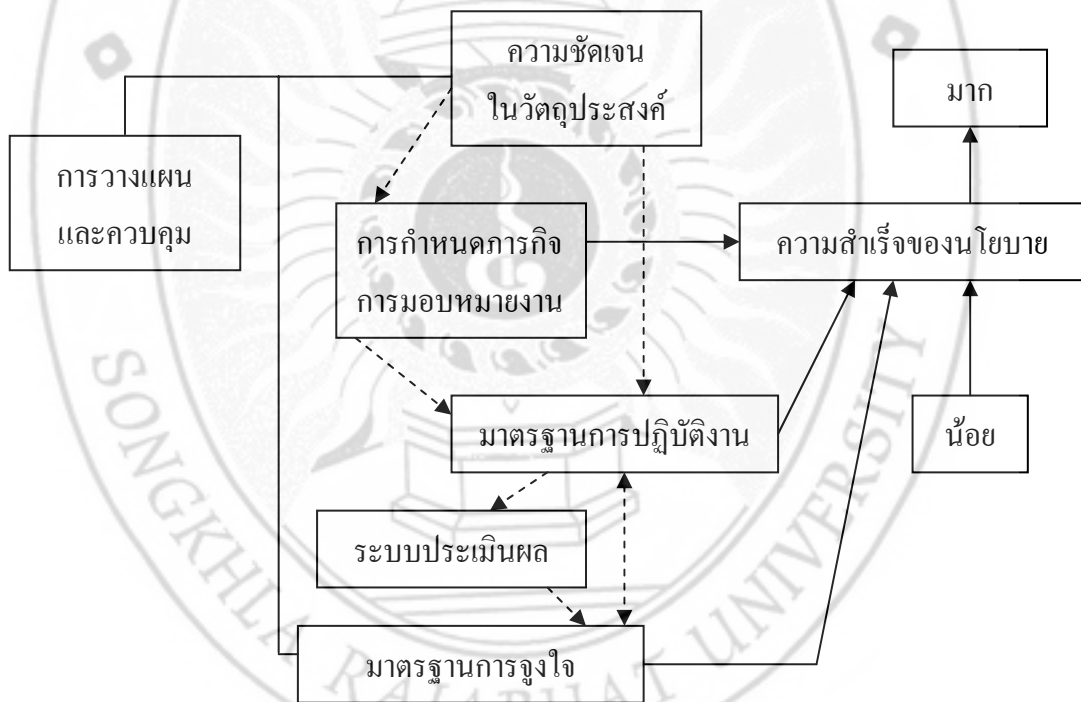 ความชัดเจน
ในวัตถุประสงค์
มาก
การวางแผน
และควบคุม
การกำหนดภารกิจ
การมอบหมายงาน
ความสำเร็จของนโยบาย
มาตรฐานการปฏิบัติงาน
น้อย
ระบบประเมินผล
มาตรฐานการจูงใจ
SONGKHLA RAJABHAT UNIVERSITY